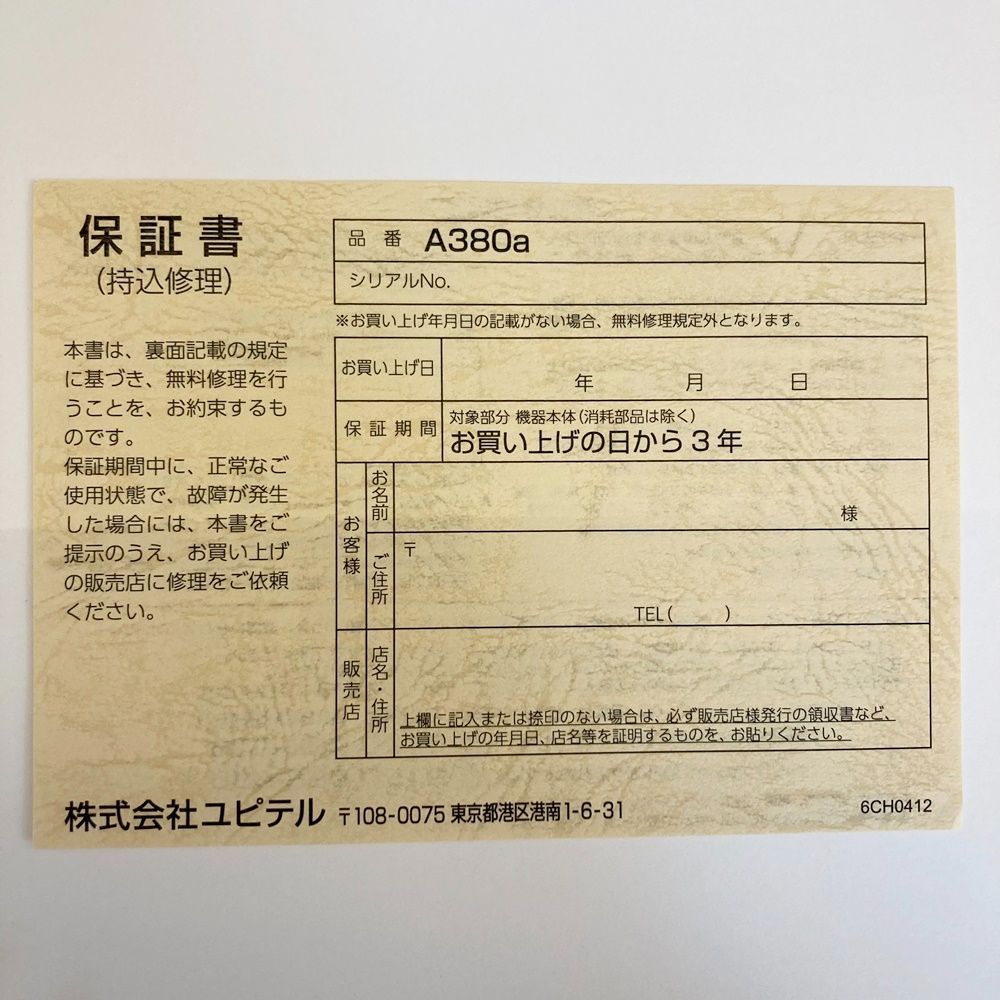 保証書
(持込修理)
本書は、裏面記載の規定
に基づき、無料修理を行
うことを、お約束するも
のです。
保証期間中に、正常なご
使用状態で、故障が発生
した場合には、本書をご
提示のうえ、お買い上げ
の販売店に修理をご依頼
ください。
品番 A380a
シリアルNo.
※お買い上げ年月日の記載がない場合、無料修理規定外となります。
お買い上げ日 年 月 日
保証期間
対象部分 機器本体(消耗部品は除く)
お買い上げの日から3年
お客様
お名前
様
ご住所
〒
TEL( )
販売店
店名・住所
上欄に記入または捺印のない場合は、必ず販売店様発行の領収書など、
お買い上げの年月日、店名等を証明するものを、お貼りください。
株式会社ユピテル 〒108-0075 東京都港区港南1-6-31
6CH0412